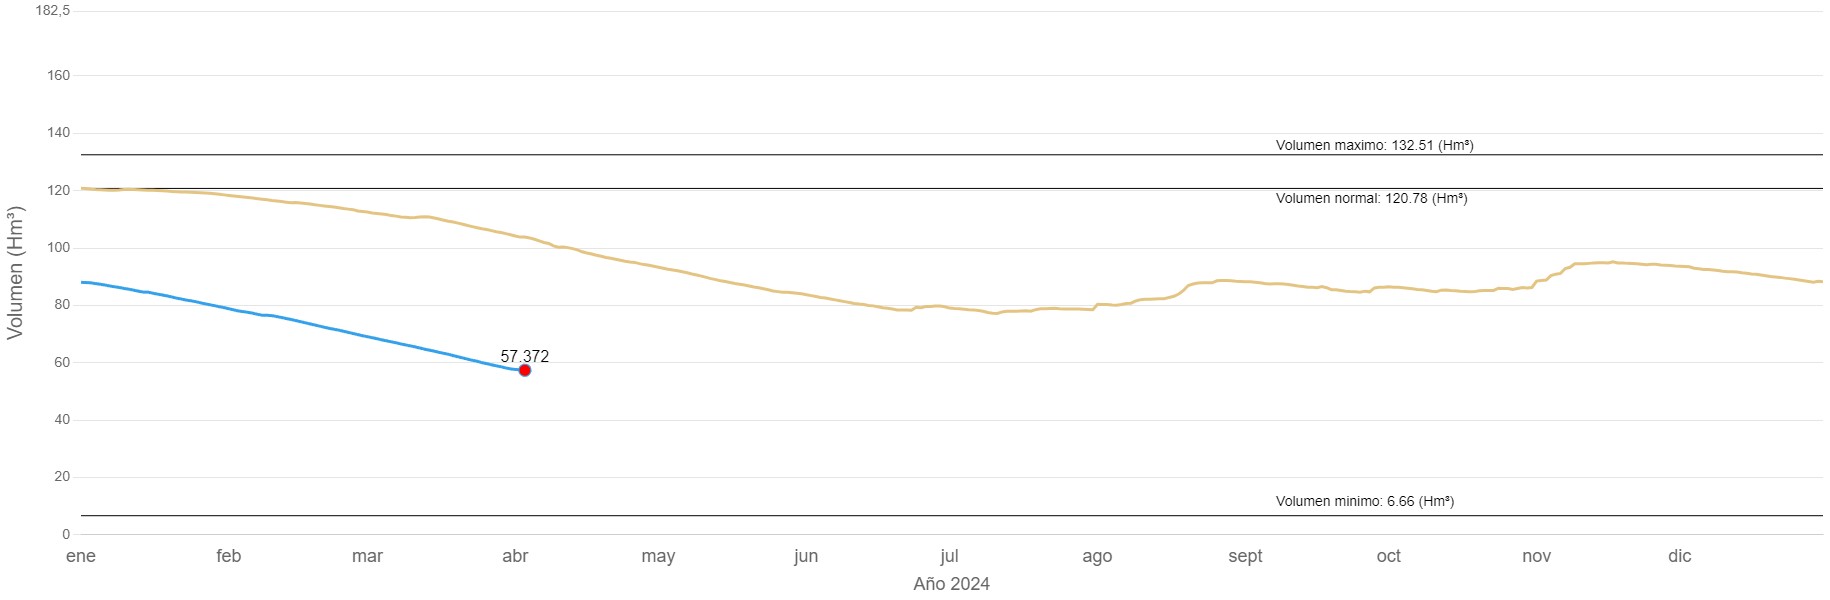 182,5
160
140
120
100
80
60
40
20
0
Volumen (Hm³)
Volumen maximo: 132.51 (Hm³)
Volumen normal: 120.78 (Hm³)
57.372
Volumen minimo: 6.66 (Hm³)
ene feb mar abr may jun jul ago sept oct nov dic
Año 2024